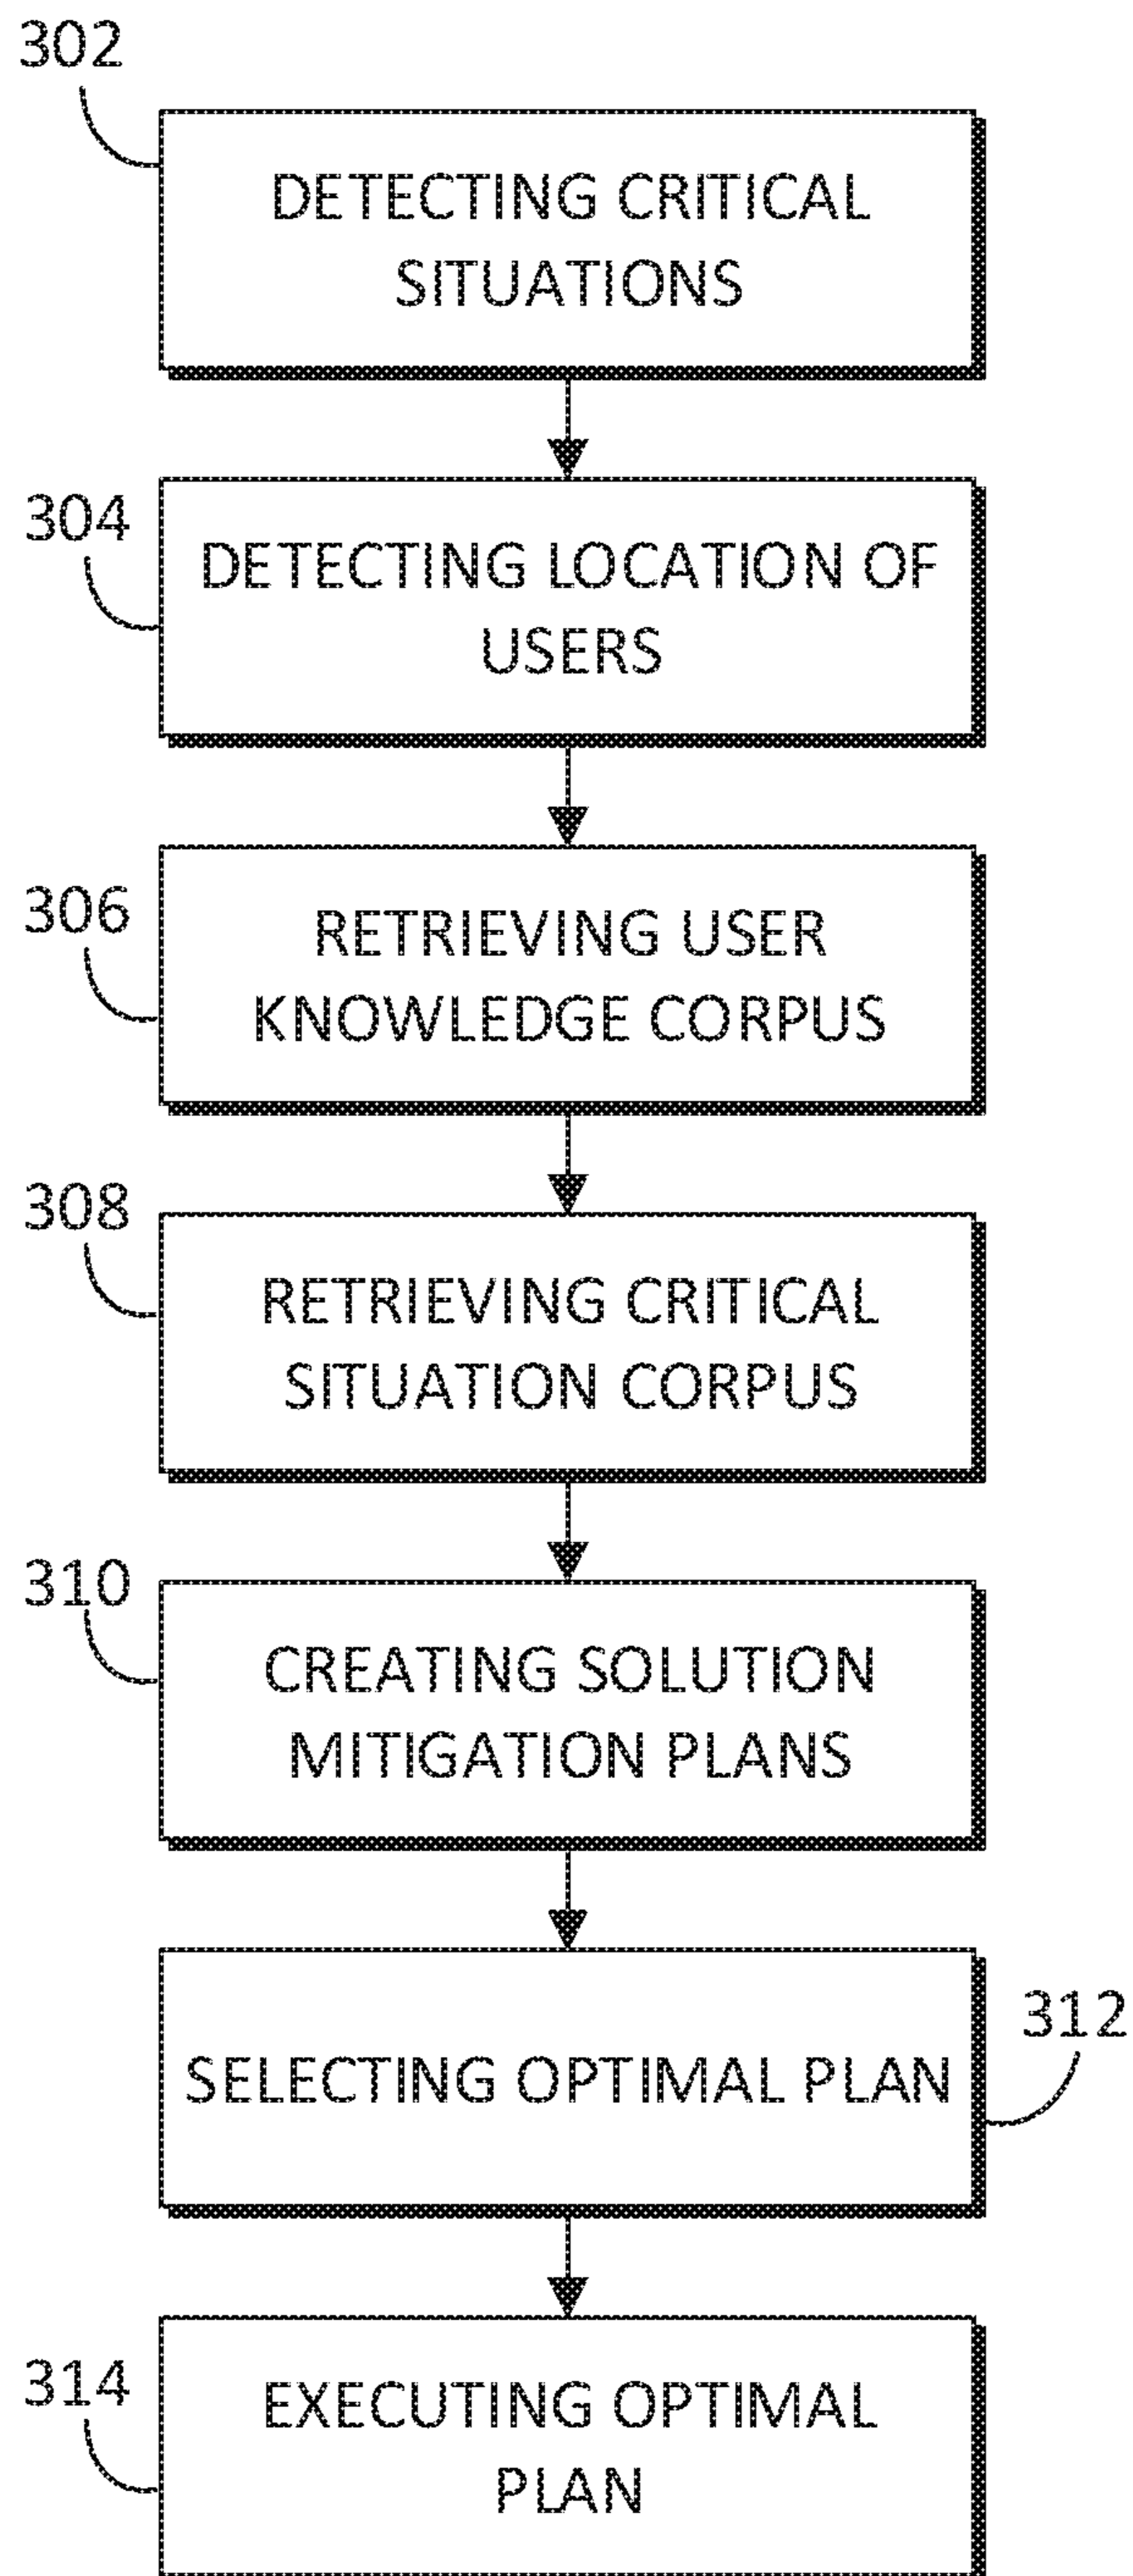 302
DETECTING CRITICAL
SITUATIONS
304
DETECTING LOCATION OF
USERS
306
RETRIEVING USER
KNOWLEDGE CORPUS
308
RETRIEVING CRITICAL
SITUATION CORPUS
310
CREATING SOLUTION
MITIGATION PLANS
312
SELECTING OPTIMAL PLAN
314
EXECUTING OPTIMAL
PLAN